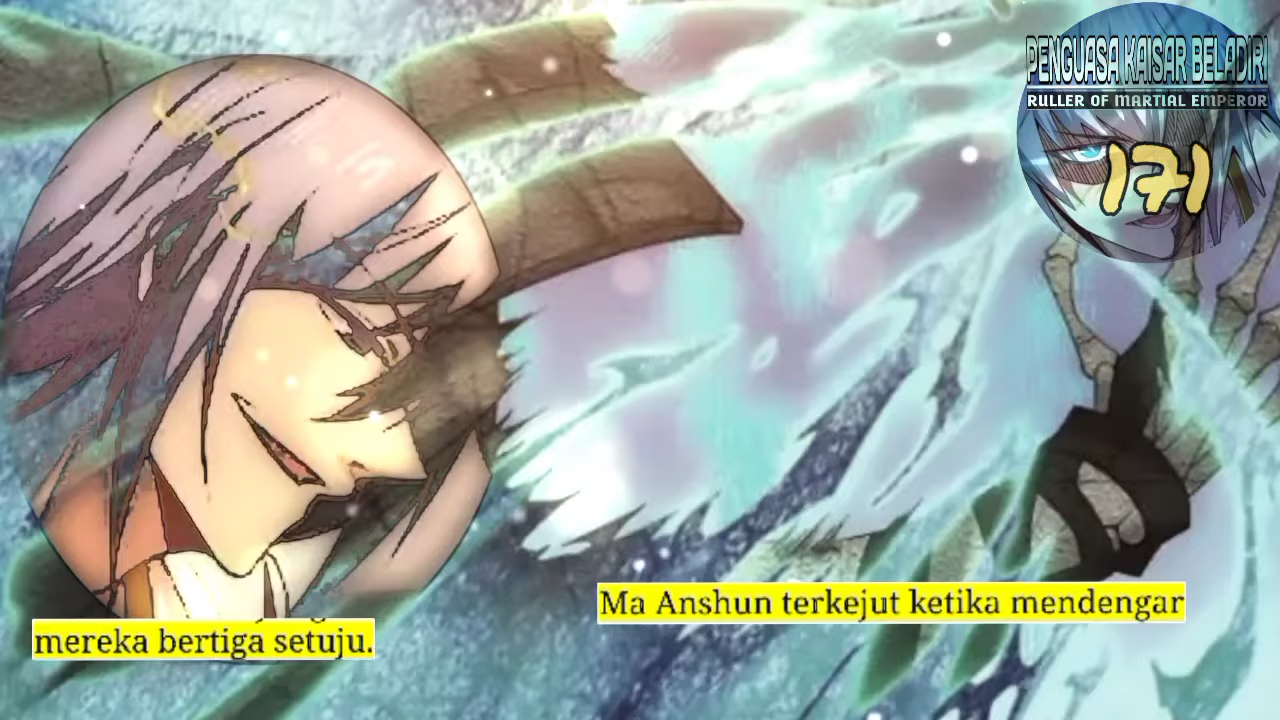 PENGUASA KAISAR BELADIRI
RULLER OF MARTIAL EMPEROR
171
Ma Anshun terkejut ketika mendengar
mereka bertiga setuju.